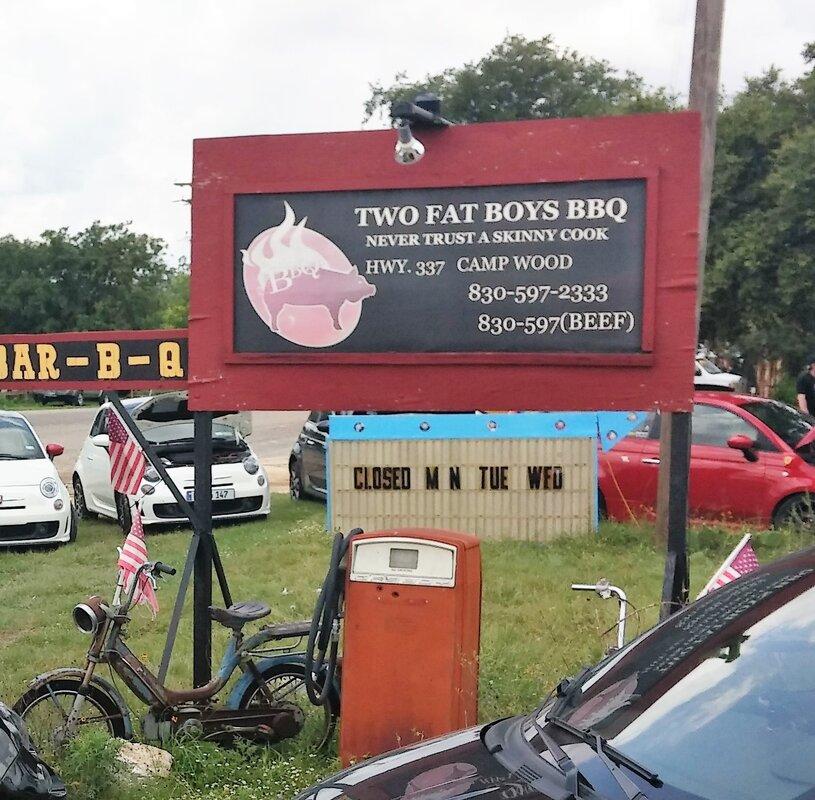 TWO FAT BOYS BBQ
NEVER TRUST A SKINNY COOK
BBQ
HWY. 337 CAMP WOOD
830-597-2333
830-597(BEEF)
BAR-B-Q
CLOSED M N TUE WED
147